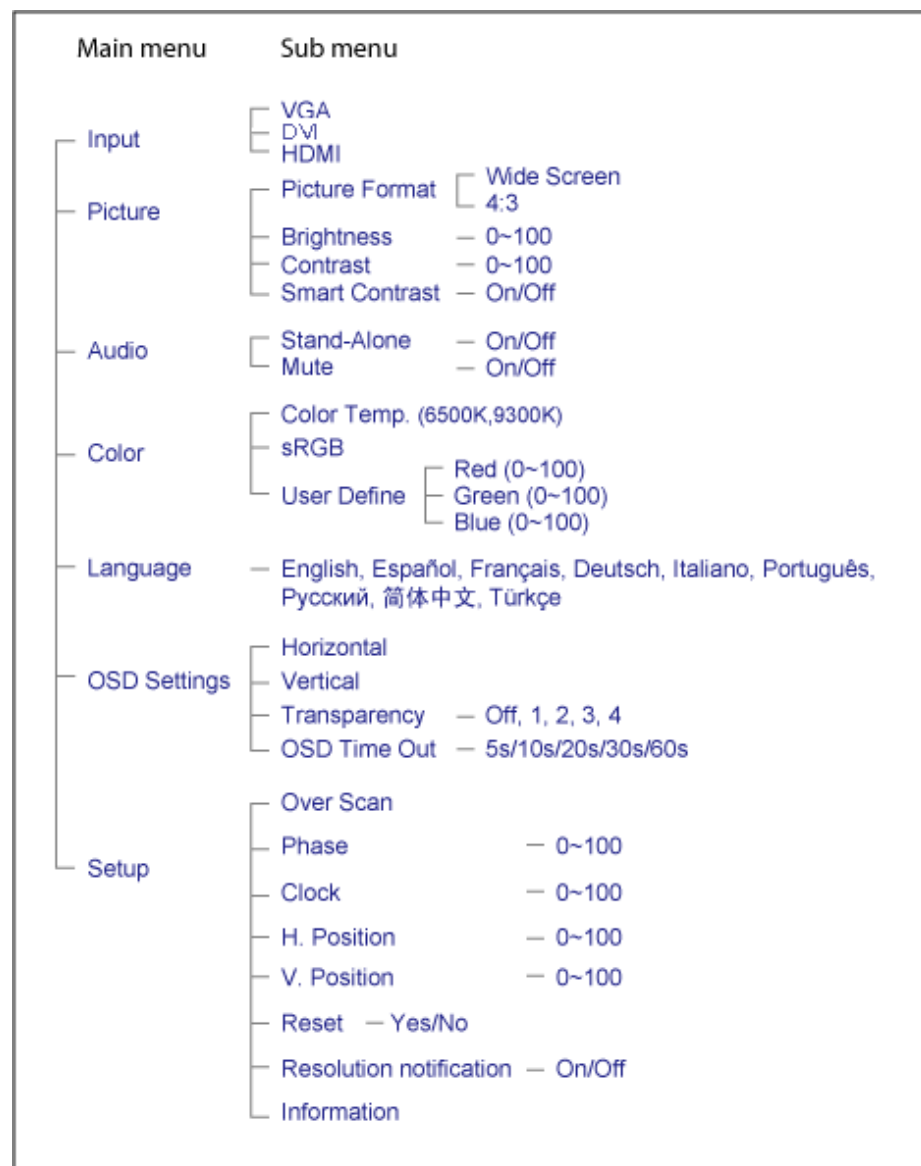 Main menu Sub menu
VGA
Input DVI
HDMI
Picture Format Wide Screen
Picture 4:3
Brightness — 0~100
Contrast — 0~100
Smart Contrast — On/Off
Audio Stand-Alone — On/Off
Mute — On/Off
Color Temp. (6500K,9300K)
Color sRGB
Red (0~100)
User Define Green (0~100)
Blue (0~100)
Language — English, Español, Français, Deutsch, Italiano, Português,
Русский, 简体中文, Türkçe
Horizontal
OSD Settings Vertical
Transparency — Off, 1, 2, 3, 4
OSD Time Out — 5s/10s/20s/30s/60s
Over Scan
Phase — 0~100
Setup
Clock — 0~100
H. Position — 0~100
V. Position — 0~100
Reset — Yes/No
Resolution notification — On/Off
Information